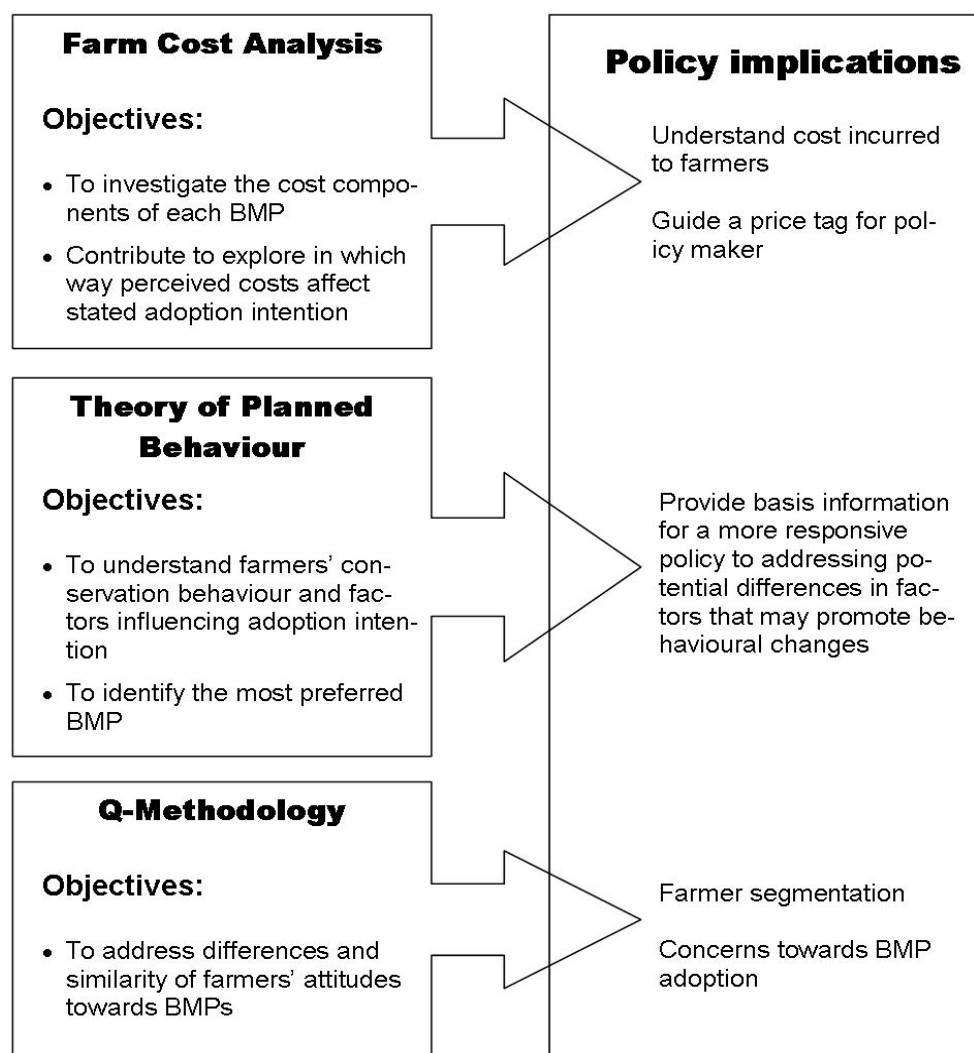 Farm Cost Analysis
Objectives:
• To investigate the cost compo-
nents of each BMP
• Contribute to explore in which
way perceived costs affect
stated adoption intention
Theory of Planned
Behaviour
Objectives:
• To understand farmers’ con-
servation behaviour and fac-
tors influencing adoption inten-
tion
• To identify the most preferred
BMP
Q-Methodology
Objectives:
• To address differences and
similarity of farmers’ attitudes
towards BMPs
Policy implications
Understand cost incurred
to farmers
Guide a price tag for pol-
icy maker
Provide basis information
for a more responsive
policy to addressing po-
tential differences in fac-
tors that may promote be-
havioural changes
Farmer segmentation
Concerns towards BMP
adoption